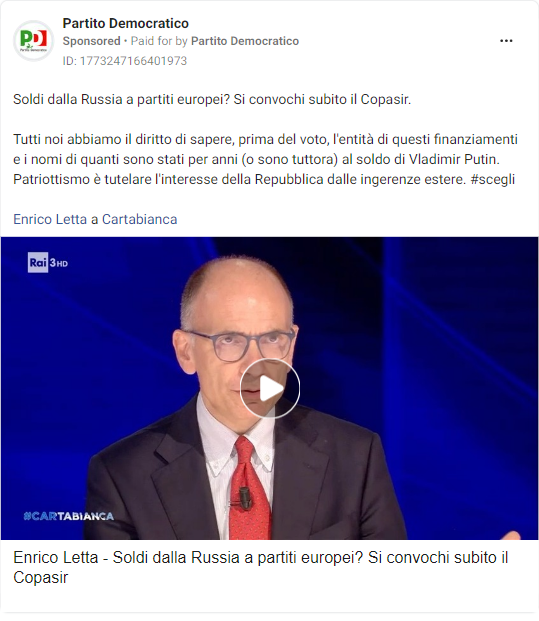 Partito Democratico
Sponsored • Paid for by Partito Democratico
ID: 1773247166401973
PD
Partito Democratico
Soldi dalla Russia a partiti europei? Si convochi subito il Copasir.
Tutti noi abbiamo il diritto di sapere, prima del voto, l'entità di questi finanziamenti
e i nomi di quanti sono stati per anni (o sono tuttora) al soldo di Vladimir Putin.
Patriottismo è tutelare l'interesse della Repubblica dalle ingerenze estere. #scegli
Enrico Letta a Cartabianca
Rai 3HD
#CARTABIANCA
Enrico Letta - Soldi dalla Russia a partiti europei? Si convochi subito il
Copasir